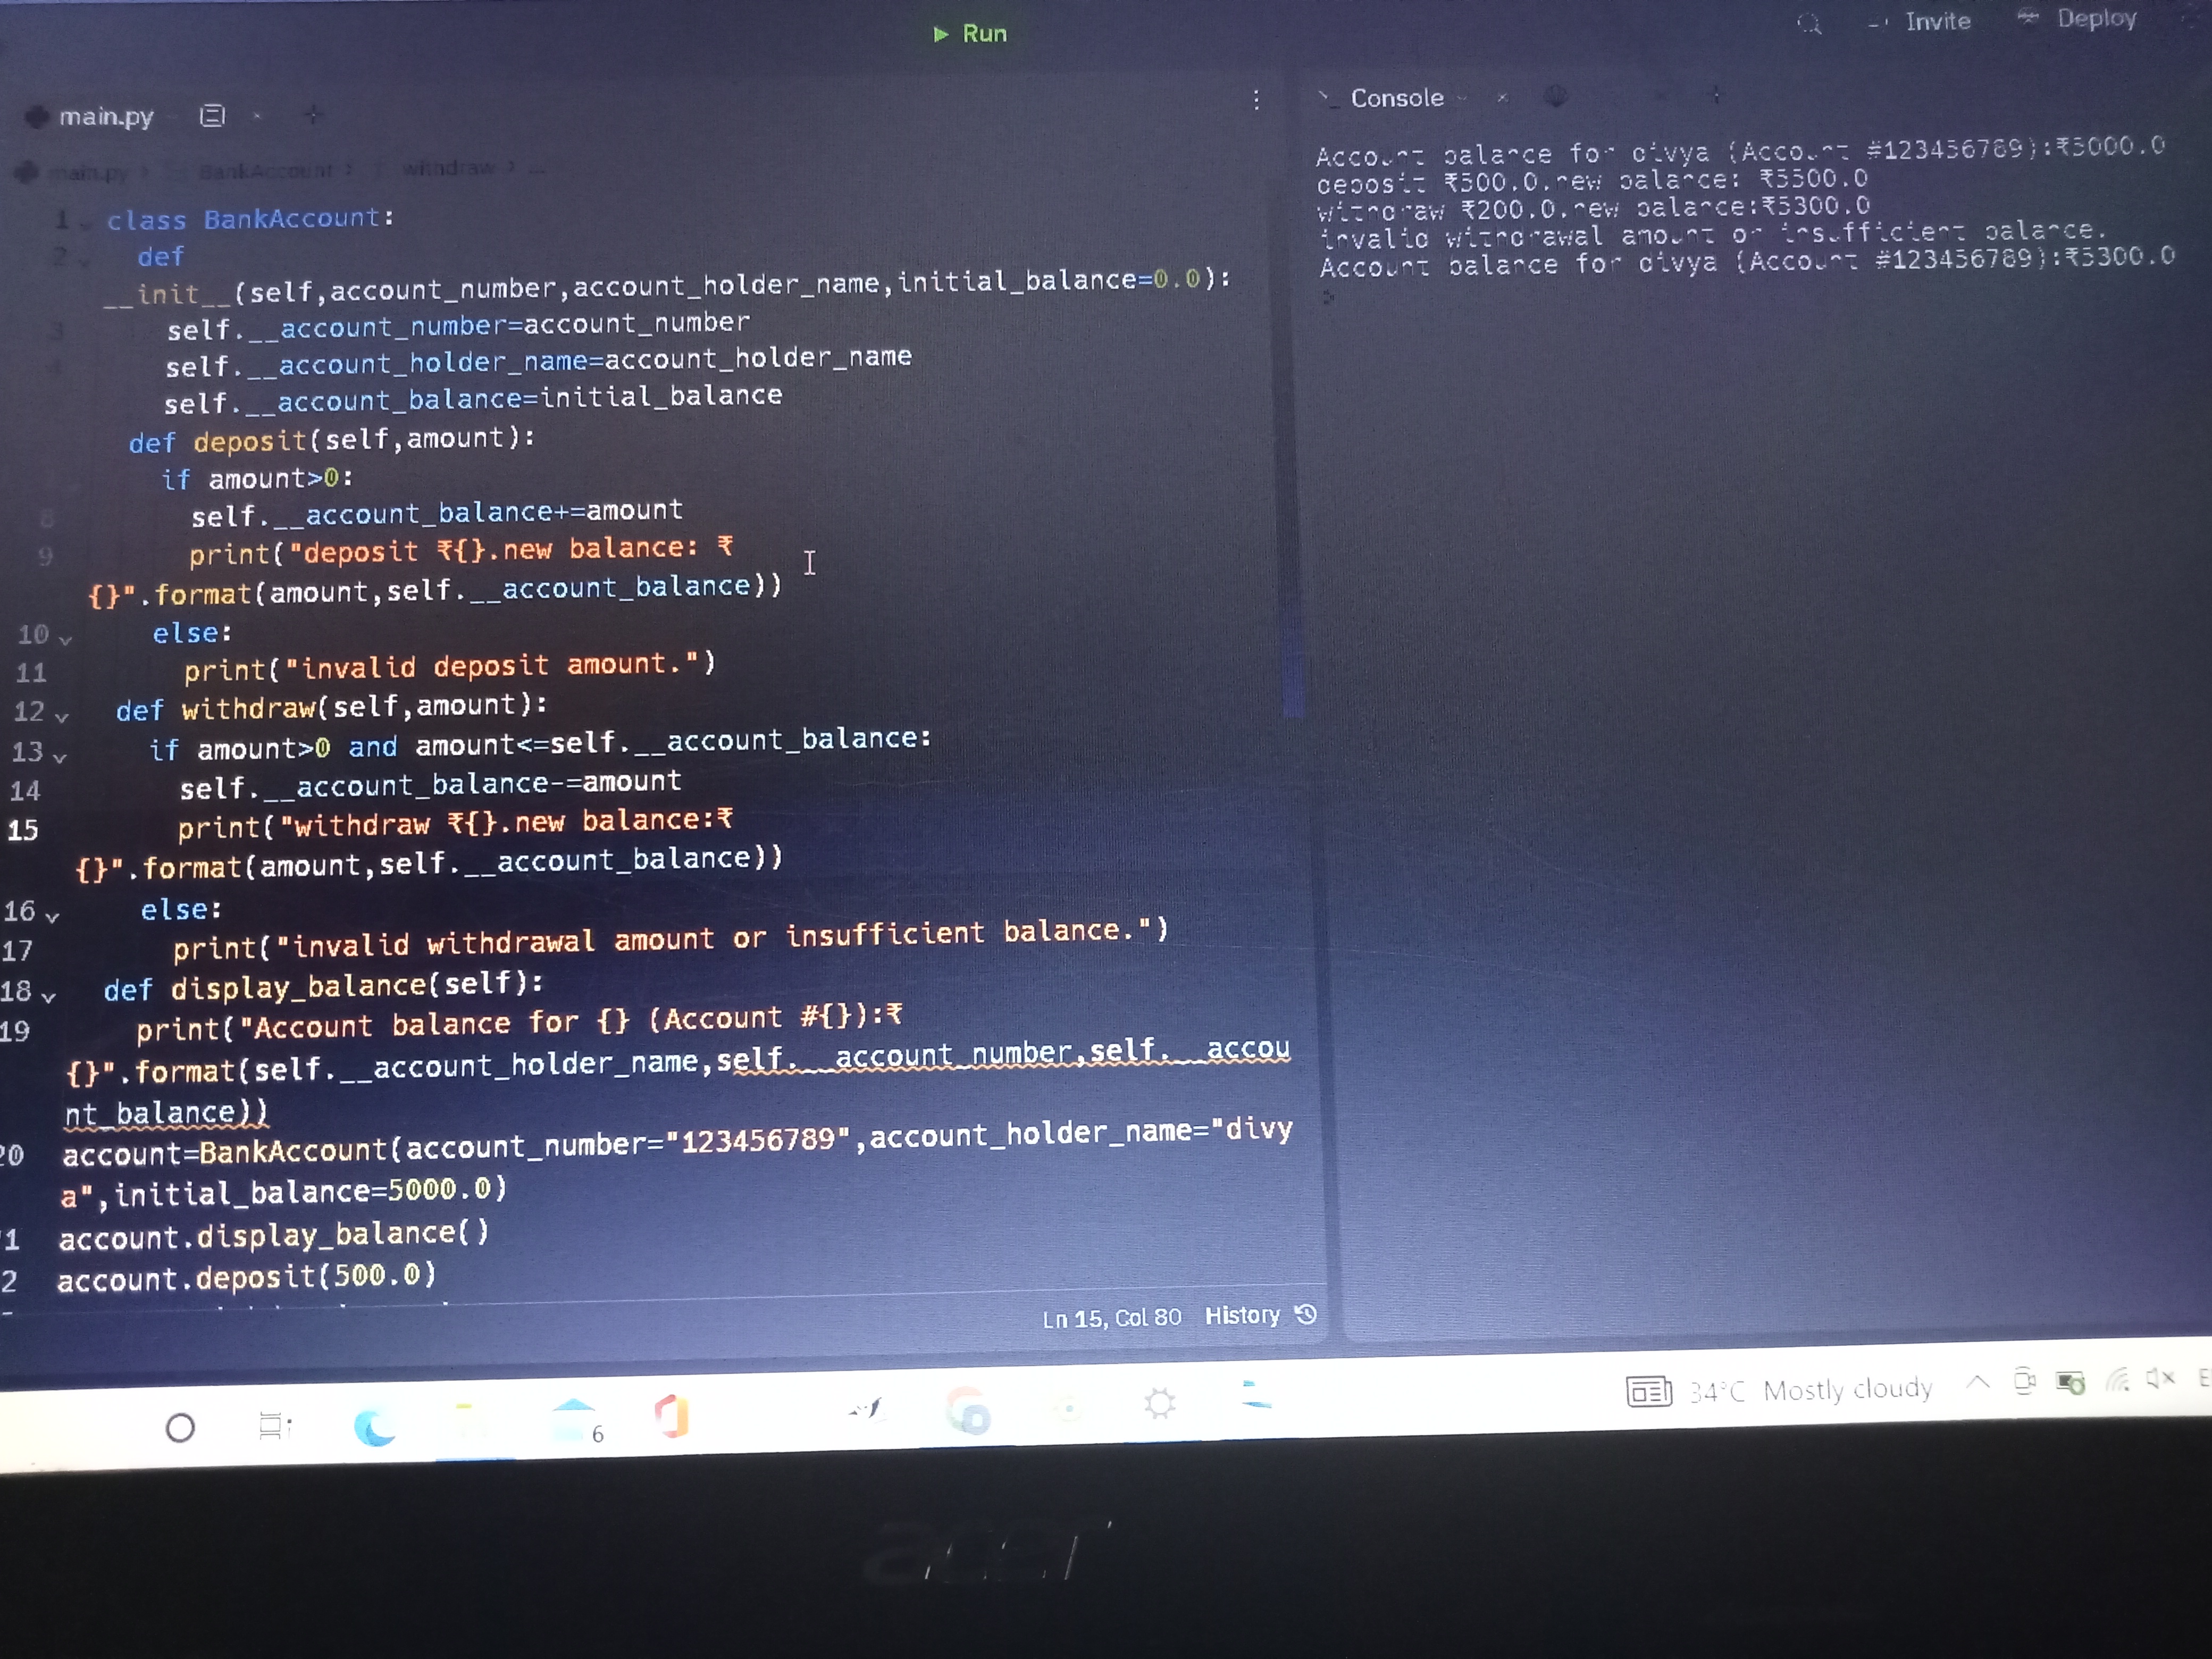 Run
Invite
Deploy
main.py
Console
main.py BankAccount withdraw ...
1 class BankAccount:
2 def
__init__(self,account_number,account_holder_name,initial_balance=0.0):
3 self.__account_number=account_number
4 self.__account_holder_name=account_holder_name
self.__account_balance=initial_balance
def deposit(self,amount):
if amount>0:
8 self.__account_balance+=amount
9 print("deposit ₹{}.new balance: ₹
{}".format(amount,self.__account_balance))
10 else:
11 print("invalid deposit amount.")
12 def withdraw(self,amount):
13 if amount>0 and amount<=self.__account_balance:
14 self.__account_balance-=amount
15 print("withdraw ₹{}.new balance:₹
{}".format(amount,self.__account_balance))
16 else:
17 print("invalid withdrawal amount or insufficient balance.")
18 def display_balance(self):
19 print("Account balance for {} (Account #{}):₹
{}".format(self.__account_holder_name,self.__account_number,self.__accou
nt_balance))
20 account=BankAccount(account_number="123456789",account_holder_name="divy
a",initial_balance=5000.0)
1 account.display_balance()
2 account.deposit(500.0)
Ln 15, Col 80 History
Account balance for divya (Account #123456789):₹5000.0
deposit ₹500.0.new balance: ₹5500.0
withdraw ₹200.0.new balance:₹5300.0
invalid withdrawal amount or insufficient balance.
Account balance for divya (Account #123456789):₹5300.0
6
34°C Mostly cloudy
acer